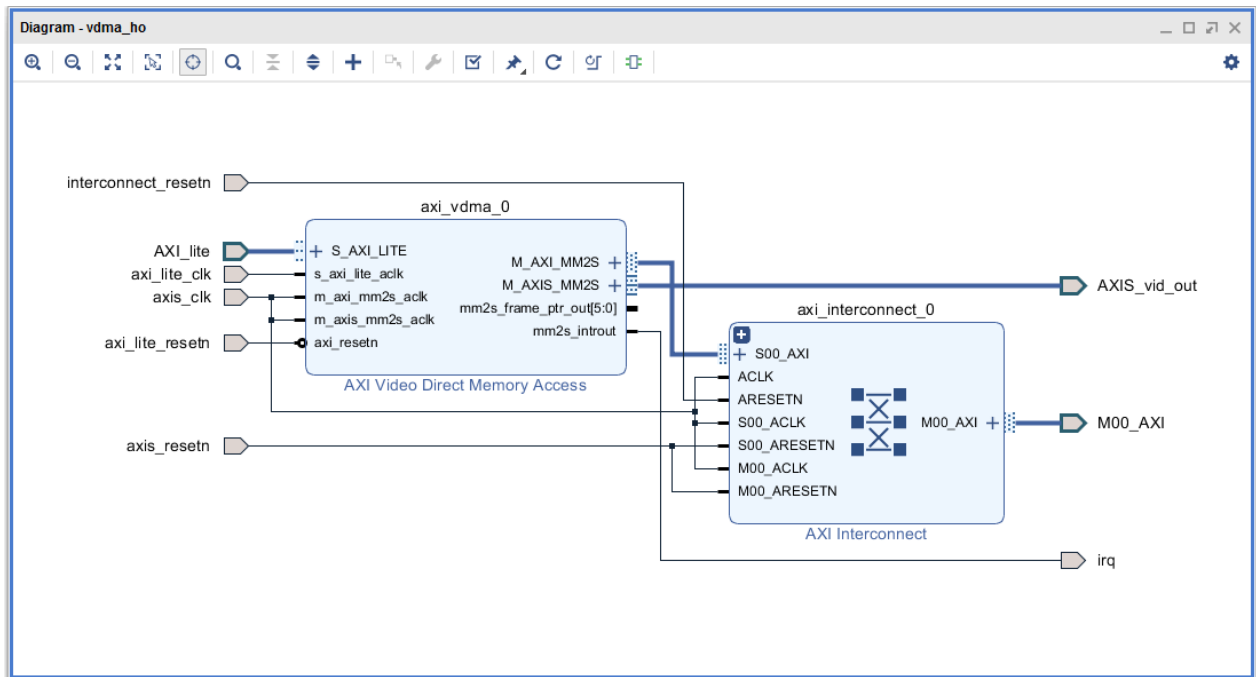 Diagram - vdma_ho
interconnect_resetn
axi_vdma_0
AXI_lite
S_AXI_LITE
axi_lite_clk
s_axi_lite_aclk
M_AXI_MM2S
axis_clk
m_axi_mm2s_aclk
M_AXIS_MM2S
AXIS_vid_out
m_axis_mm2s_aclk
mm2s_frame_ptr_out[5:0]
axi_interconnect_0
axi_lite_resetn
axi_resetn
mm2s_introut
AXI Video Direct Memory Access
S00_AXI
ACLK
ARESETN
S00_ACLK
M00_AXI
M00_AXI
axis_resetn
S00_ARESETN
M00_ACLK
M00_ARESETN
AXI Interconnect
irq